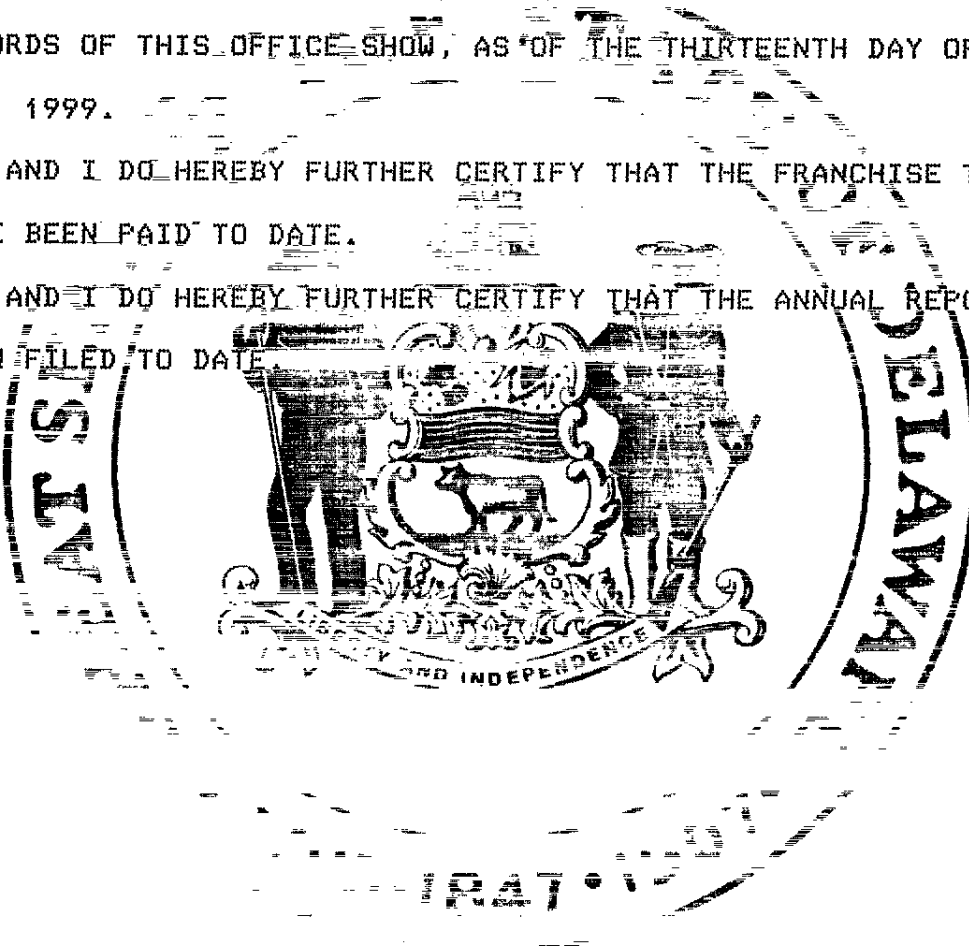 ORDS OF THIS OFFICE SHOW, AS OF THE THIRTEENTH DAY OF
1999.
AND I DO HEREBY FURTHER CERTIFY THAT THE FRANCHISE T
E BEEN PAID TO DATE.
AND I DO HEREBY FURTHER CERTIFY THAT THE ANNUAL REPO
N FILED TO DATE.
DELAWA
AND INDEPENDENCE